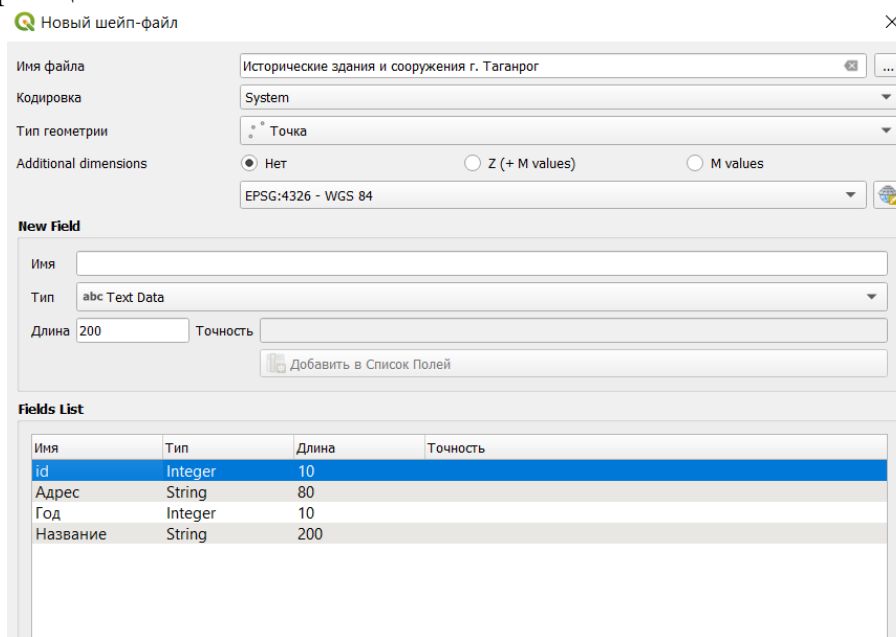 Новый шейп-файл
Имя файла Исторические здания и сооружения г. Таганрог ...
Кодировка System
Тип геометрии Точка
Additional dimensions Нет Z (+ M values) M values
EPSG:4326 - WGS 84
New Field
Имя
Тип abc Text Data
Длина 200 Точность
Добавить в Список Полей
Fields List
Имя Тип Длина Точность
id Integer 10
Адрес String 80
Год Integer 10
Название String 200